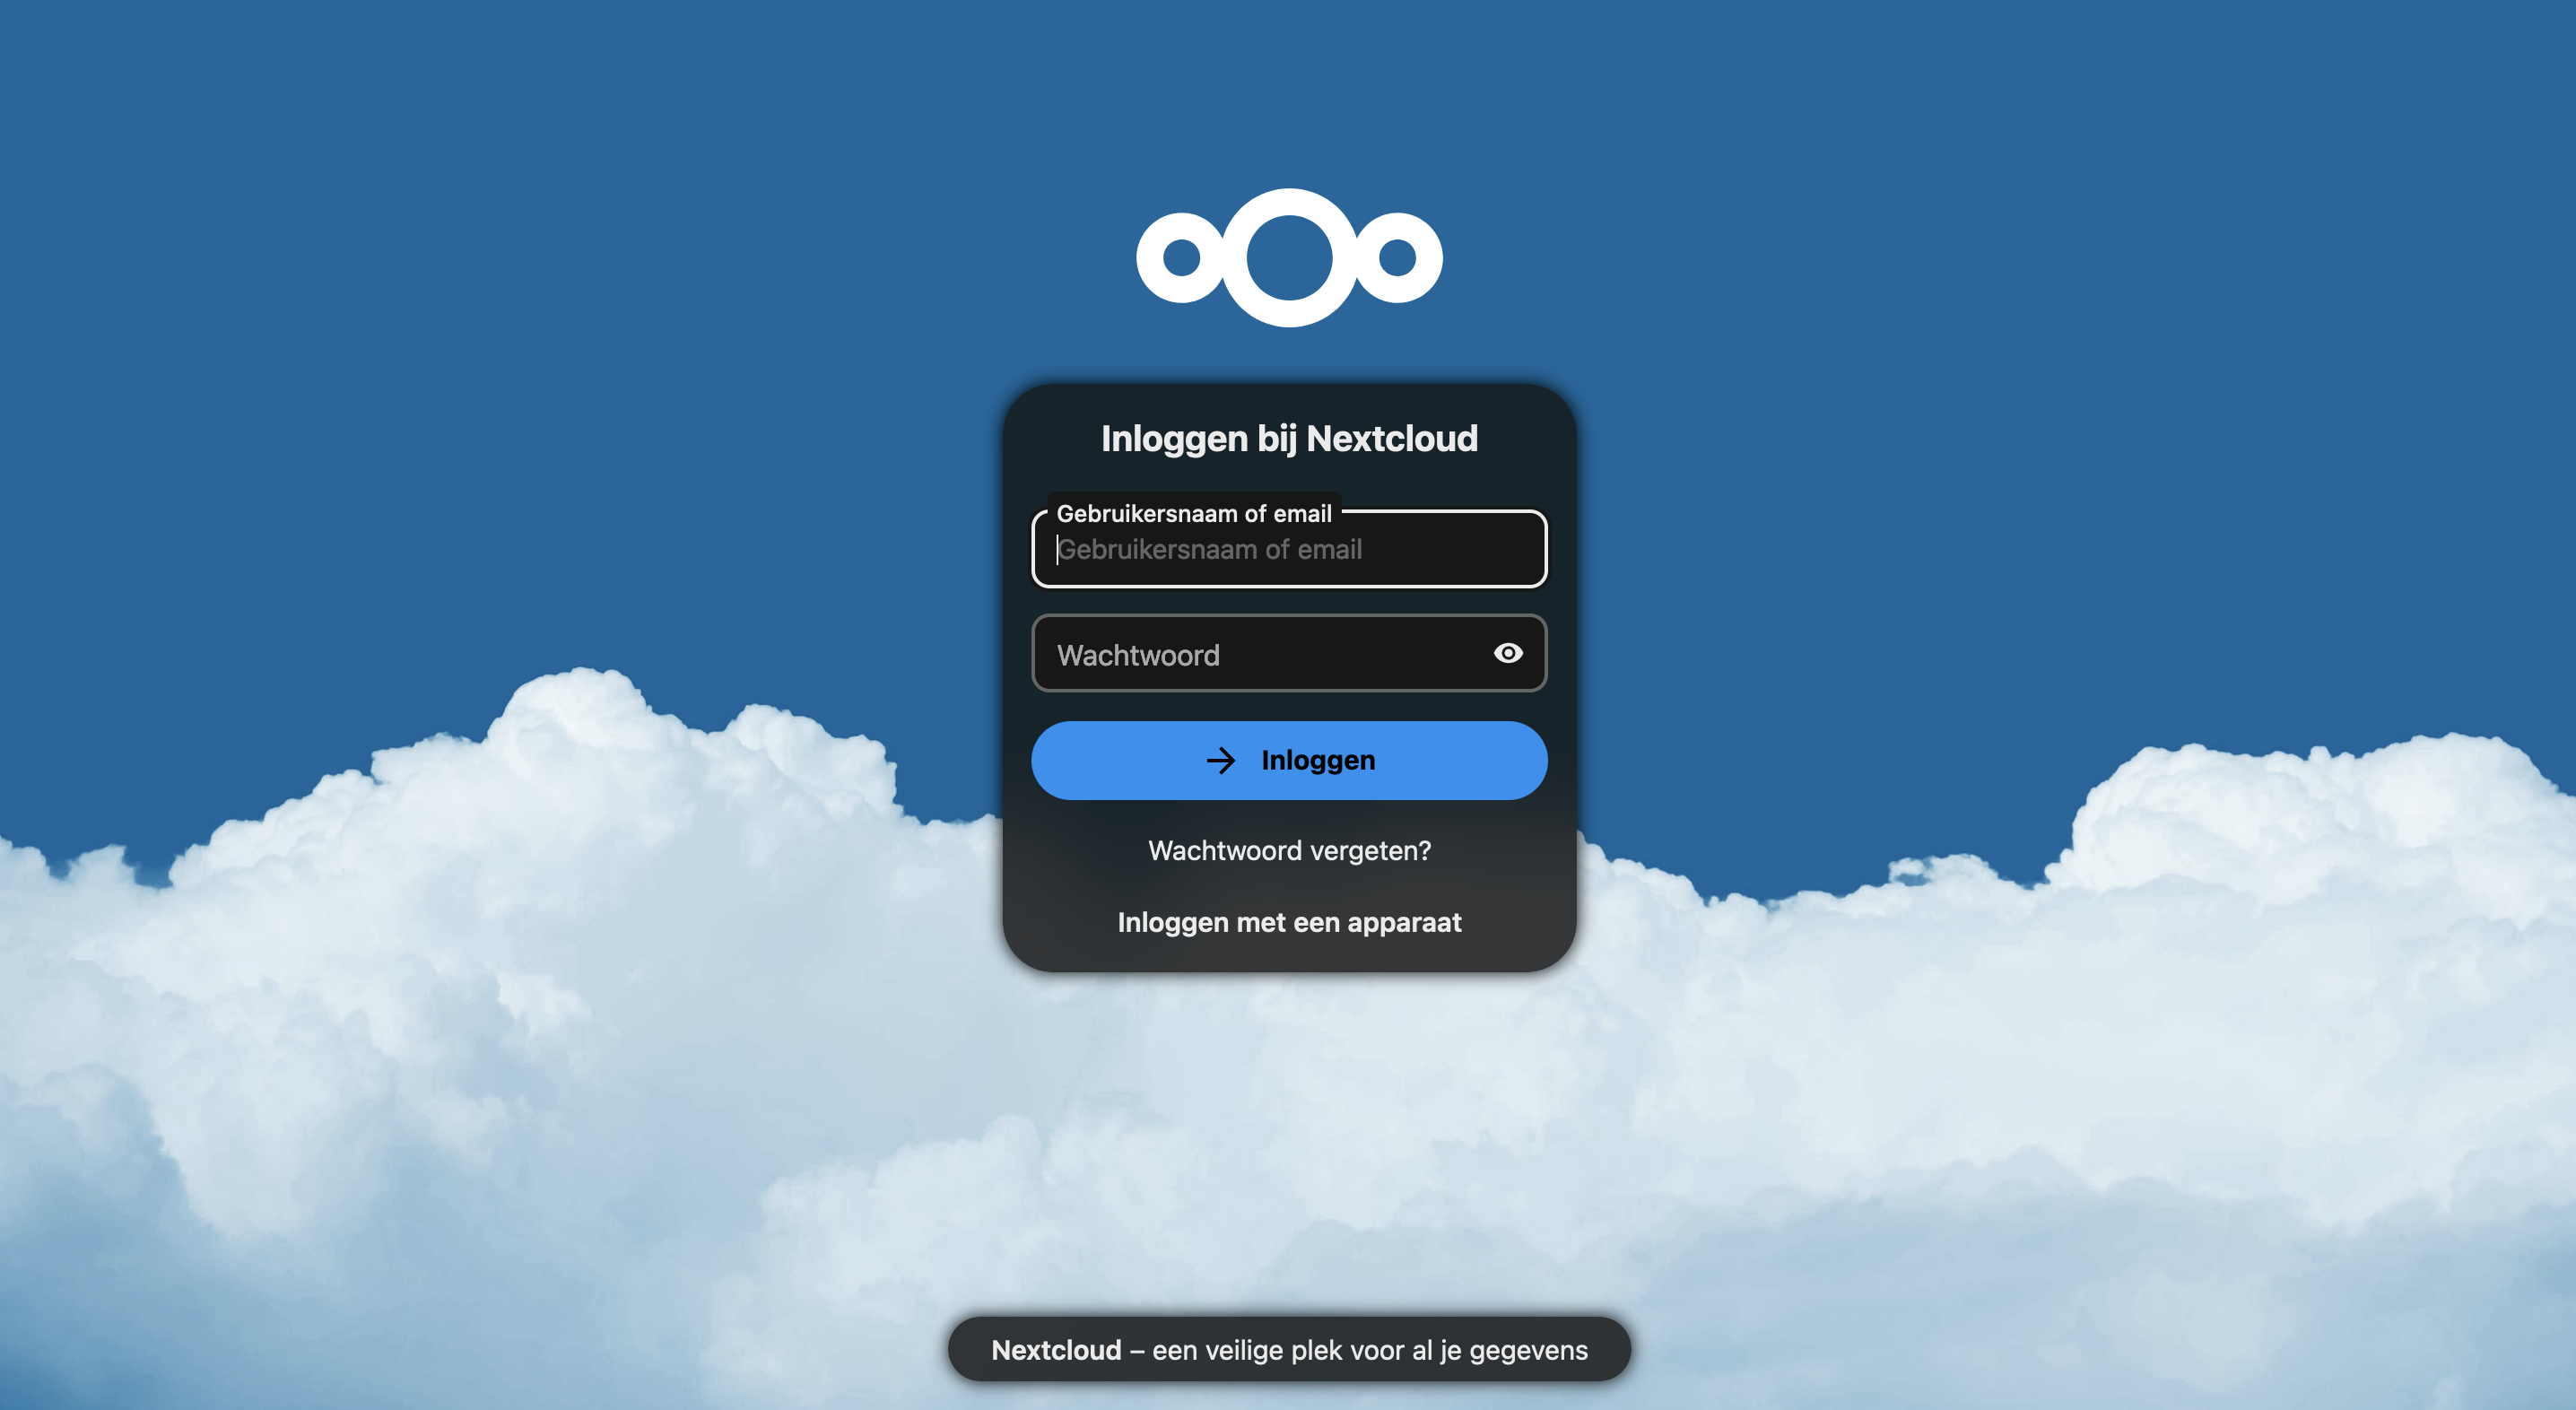 Inloggen bij Nextcloud
Gebruikersnaam of email
Gebruikersnaam of email
Wachtwoord
Inloggen
Wachtwoord vergeten?
Inloggen met een apparaat
Nextcloud – een veilige plek voor al je gegevens